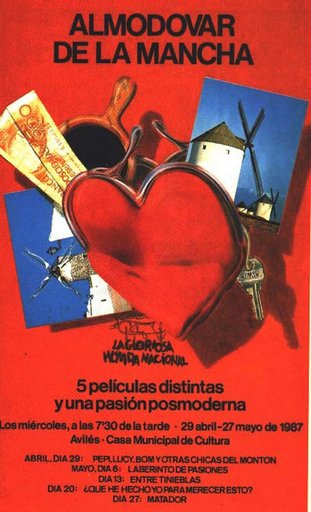 ALMODOVAR
DE LA MANCHA
LA GLORIOSA
MOVADA NACIONAL
5 películas distintas
y una pasión posmoderna
Los miércoles, a las 7'30 de la tarde · 29 abril-27 mayo de 1987
Avilés · Casa Municipal de Cultura
ABRIL, DIA 29: PEPI, LUCY, BOM Y OTRAS CHICAS DEL MONTON
MAYO, DIA 6: LABERINTO DE PASIONES
DIA 13: ENTRE TINIEBLAS
DIA 20: ¿QUE HE HECHO YO PARA MERECER ESTO?
DIA 27: MATADOR